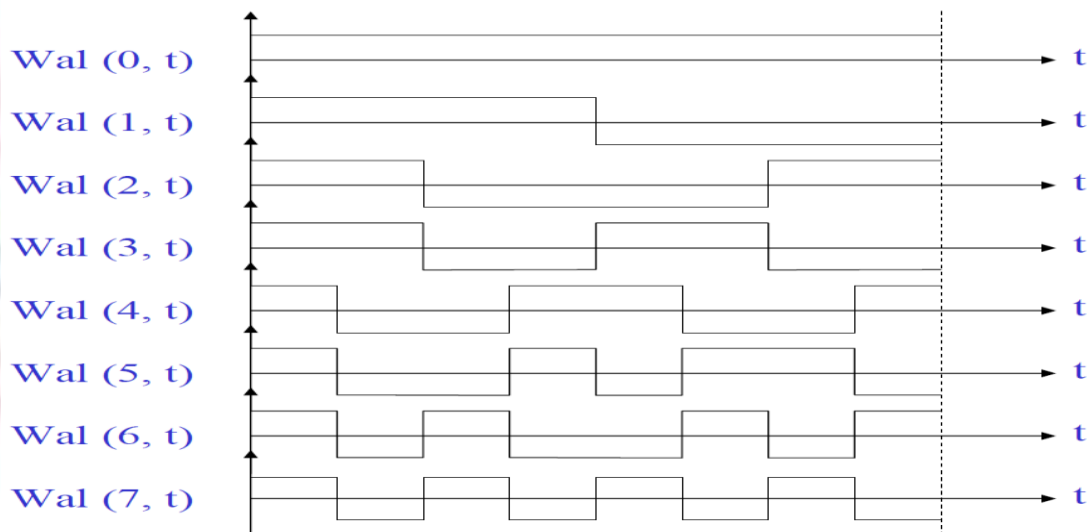 Wal (0, t) t
Wal (1, t) t
Wal (2, t) t
Wal (3, t) t
Wal (4, t) t
Wal (5, t) t
Wal (6, t) t
Wal (7, t) t